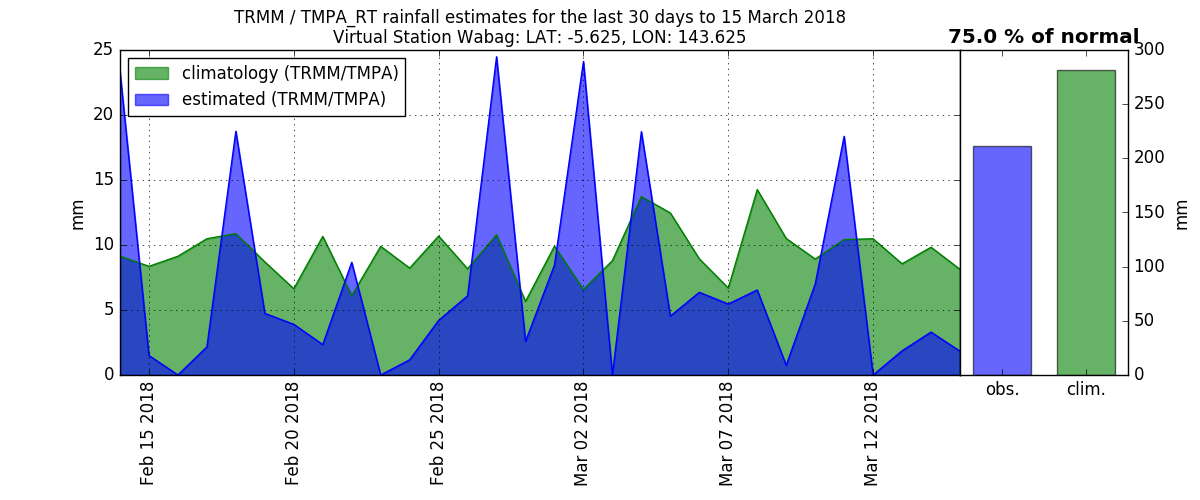 TRMM / TMPA_RT rainfall estimates for the last 30 days to 15 March 2018
Virtual Station Wabag: LAT: -5.625, LON: 143.625
75.0 % of normal
climatology (TRMM/TMPA)
estimated (TRMM/TMPA)
25
20
15
10
5
0
mm
Feb 15 2018
Feb 20 2018
Feb 25 2018
Mar 02 2018
Mar 07 2018
Mar 12 2018
obs.
clim.
300
250
200
150
100
50
0
mm